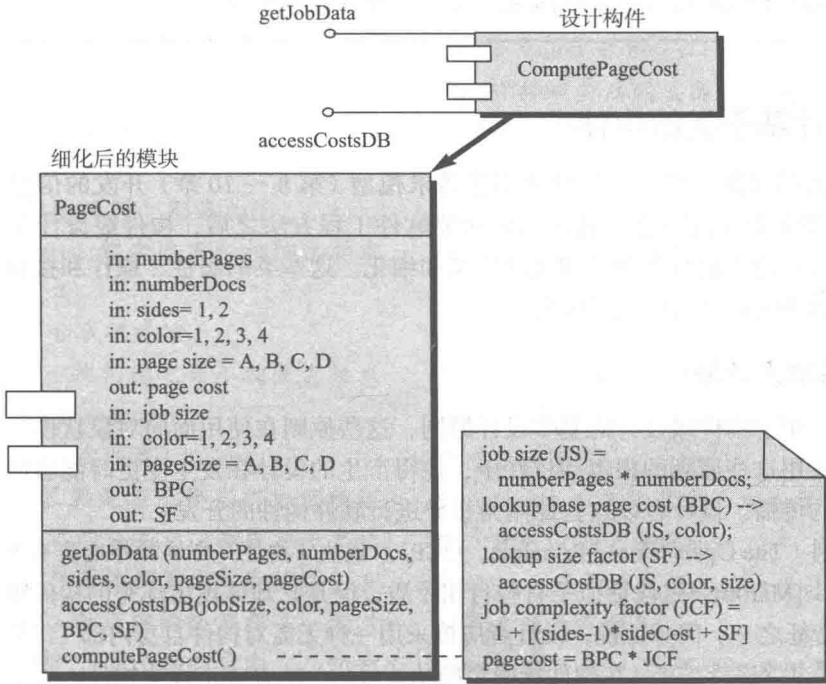 getJobData
设计构件
ComputePageCost
accessCostsDB
细化后的模块
PageCost
in: numberPages
in: numberDocs
in: sides= 1, 2
in: color=1, 2, 3, 4
in: page size = A, B, C, D
out: page cost
in: job size
in: color=1, 2, 3, 4
in: pageSize = A, B, C, D
out: BPC
out: SF
getJobData (numberPages, numberDocs,
sides, color, pageSize, pageCost)
accessCostsDB(jobSize, color, pageSize,
BPC, SF)
computePageCost( )
job size (JS) =
numberPages * numberDocs;
lookup base page cost (BPC) -->
accessCostsDB (JS, color);
lookup size factor (SF) -->
accessCostDB (JS, color, size)
job complexity factor (JCF) =
1 + [(sides-1)*sideCost + SF]
pagecost = BPC * JCF